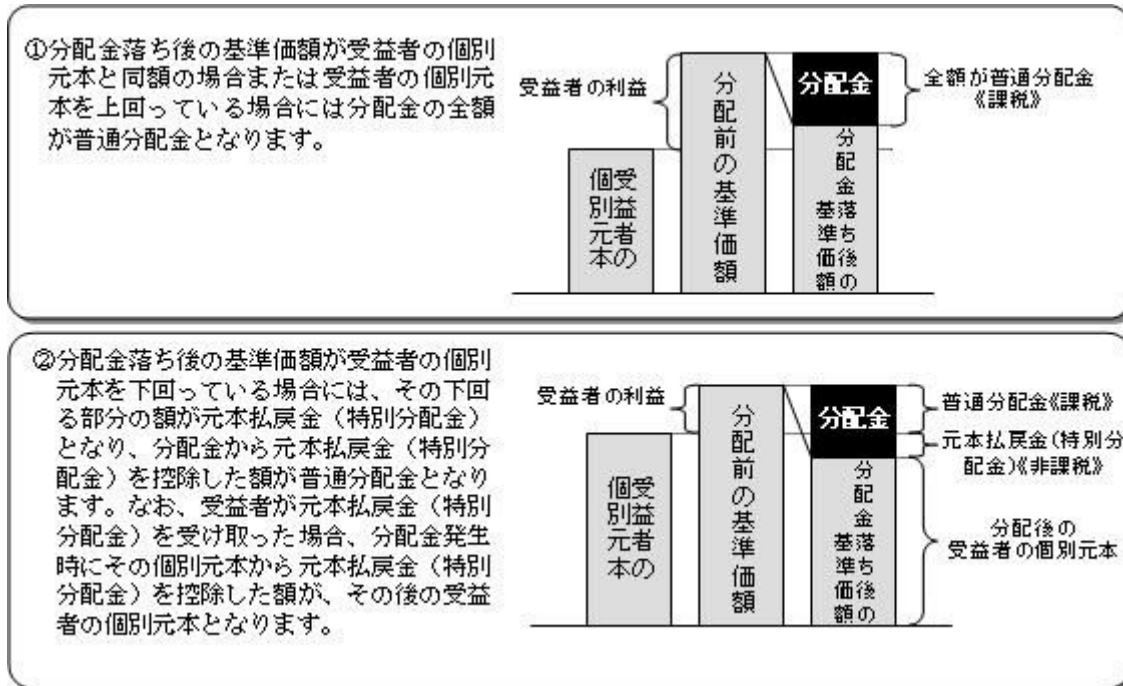 ①分配金落ち後の基準価額が受益者の個別
元本と同額の場合または受益者の個別元
本を上回っている場合には分配金の全額
が普通分配金となります。
受益者の利益
分配前の基準価額
分配金
全額が普通分配金
《課税》
受益者の
個別元本
分配金落ち後の
基準価額
②分配金落ち後の基準価額が受益者の個別
元本を下回っている場合には、その下回
る部分の額が元本払戻金（特別分配金）
となり、分配金から元本払戻金（特別分
配金）を控除した額が普通分配金となり
ます。なお、受益者が元本払戻金（特別
分配金）を受け取った場合、分配金発生
時にその個別元本から元本払戻金（特別
分配金）を控除した額が、その後の受益
者の個別元本となります。
受益者の利益
分配前の基準価額
分配金
普通分配金《課税》
元本払戻金(特別分
配金)《非課税》
受益者の
個別元本
分配金落ち後の
基準価額
分配後の
受益者の個別元本